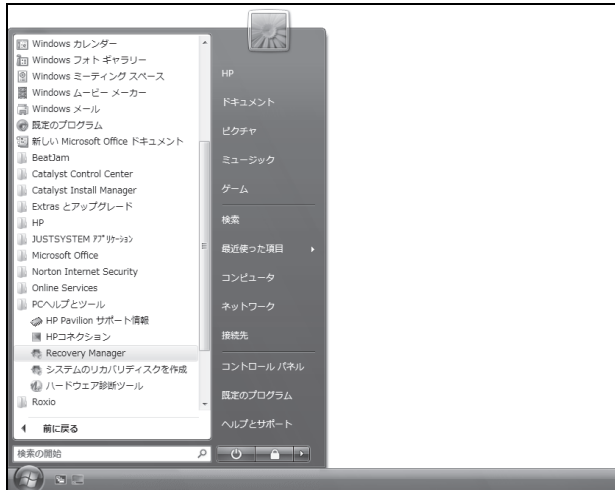 Windows カレンダー
Windows フォト ギャラリー
Windows ミーティング スペース
Windows ムービー メーカー
Windows メール
既定のプログラム
新しい Microsoft Office ドキュメント
BeatJam
Catalyst Control Center
Catalyst Install Manager
Extras とアップグレード
HP
JUSTSYSTEM ｱﾌﾟﾘｹｰｼｮﾝ
Microsoft Office
Norton Internet Security
Online Services
PCヘルプとツール
HP Pavilion サポート情報
HPコネクション
Recovery Manager
システムのリカバリディスクを作成
ハードウェア診断ツール
Roxio
前に戻る
検索の開始
HP
ドキュメント
ピクチャ
ミュージック
ゲーム
検索
最近使った項目
コンピュータ
ネットワーク
接続先
コントロール パネル
既定のプログラム
ヘルプとサポート